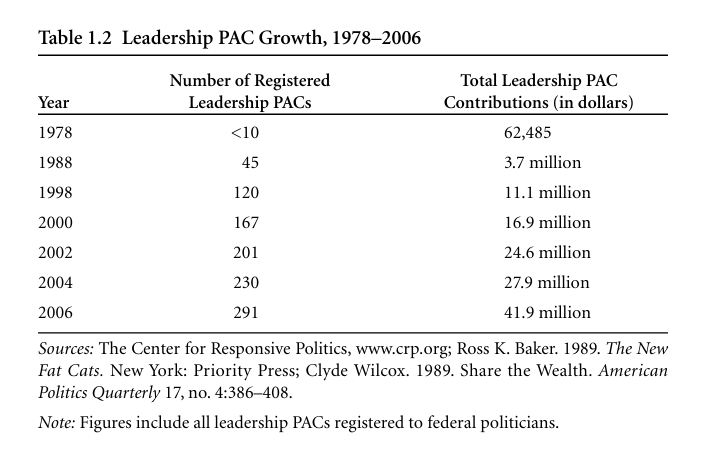 Table 1.2 Leadership PAC Growth, 1978–2006
Number of Registered Total Leadership PAC
Year Leadership PACs Contributions (in dollars)
1978 <10 62,485
1988 45 3.7 million
1998 120 11.1 million
2000 167 16.9 million
2002 201 24.6 million
2004 230 27.9 million
2006 291 41.9 million
Sources: The Center for Responsive Politics, www.crp.org; Ross K. Baker. 1989. The New
Fat Cats. New York: Priority Press; Clyde Wilcox. 1989. Share the Wealth. American
Politics Quarterly 17, no. 4:386–408.
Note: Figures include all leadership PACs registered to federal politicians.